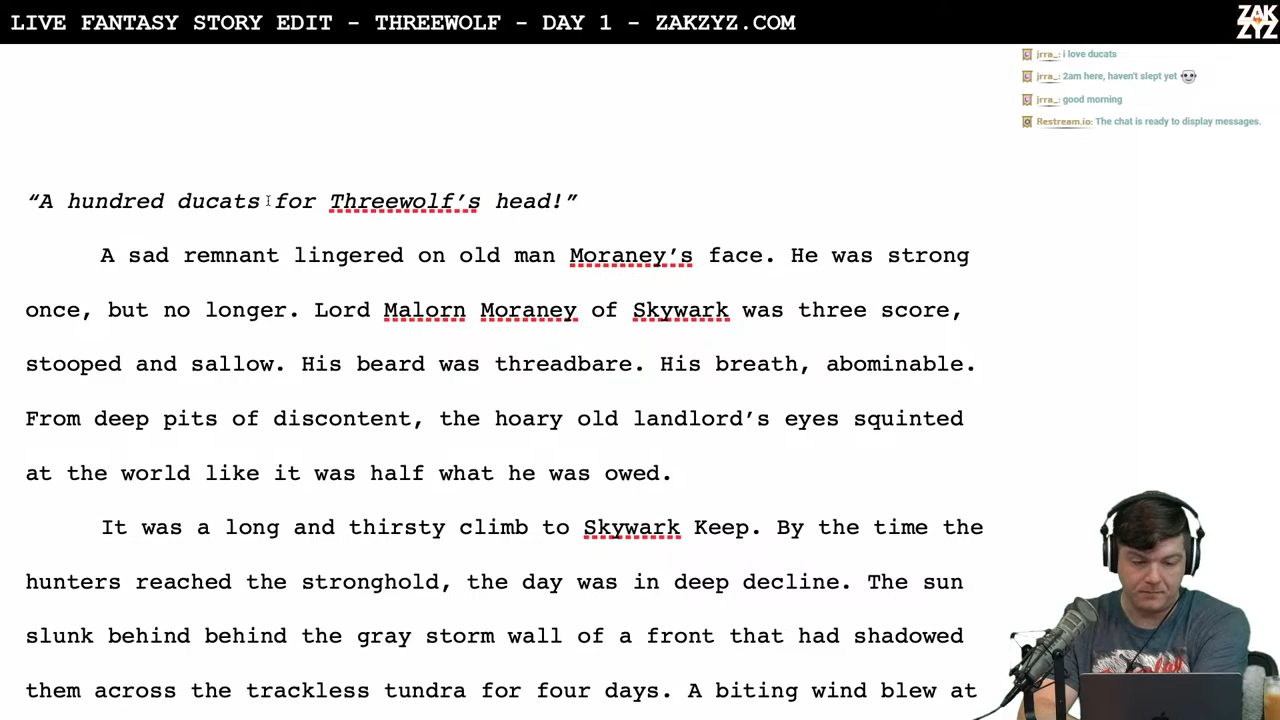 LIVE FANTASY STORY EDIT - THREEWOLF - DAY 1 - ZAKZYZ.COM
ZAK
ZYZ
jrra_: i love ducats
jrra_: 2am here, haven't slept yet
jrra_: good morning
Restream.io: The chat is ready to display messages.
“A hundred ducats for Threewolf’s head!”
A sad remnant lingered on old man Moraney’s face. He was strong
once, but no longer. Lord Malorn Moraney of Skywark was three score,
stooped and sallow. His beard was threadbare. His breath, abominable.
From deep pits of discontent, the hoary old landlord’s eyes squinted
at the world like it was half what he was owed.
It was a long and thirsty climb to Skywark Keep. By the time the
hunters reached the stronghold, the day was in deep decline. The sun
slunk behind behind the gray storm wall of a front that had shadowed
them across the trackless tundra for four days. A biting wind blew at